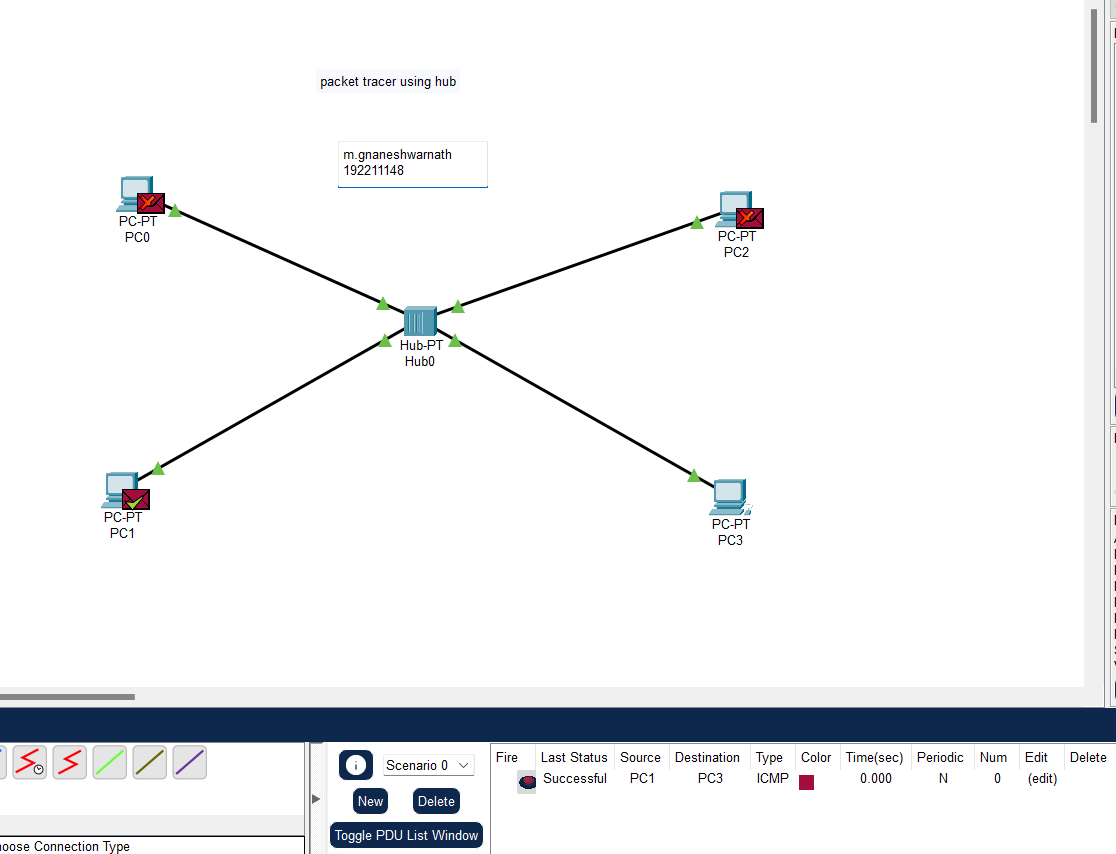 packet tracer using hub
m.gnaneshwarnath
192211148
PC-PT
PC0
PC-PT
PC2
Hub-PT
Hub0
PC-PT
PC1
PC-PT
PC3
Scenario 0
New
Delete
Toggle PDU List Window
Fire Last Status Source Destination Type Color Time(sec) Periodic Num Edit Delete
Successful PC1 PC3 ICMP 0.000 N 0 (edit)
Connection Type